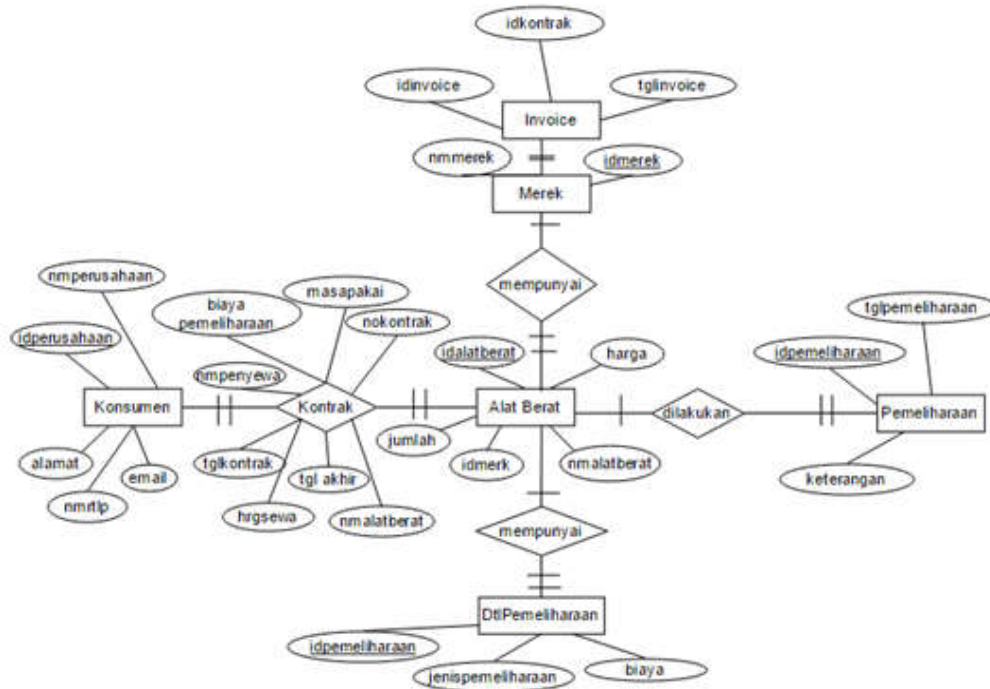 idkontrak
idinvoice
tglinvoice
Invoice
nmmerek
idmerek
Merek
nmperusahaan
masapakai
biaya
pemeliharaan
mempunyai
nokontrak
tglpemeliharaan
idperusahaan
idalatberat
harga
idpemeliharaan
nmpenyewa
Konsumen
Kontrak
Alat Berat
dilakukan
Pemeliharaan
jumlah
alamat
email
tglkontrak
idmerk
nmalatberat
tgl akhir
keterangan
nmrtlp
hrgsewa
nmalatberat
mempunyai
DtlPemeliharaan
idpemeliharaan
jenispemeliharaan
biaya